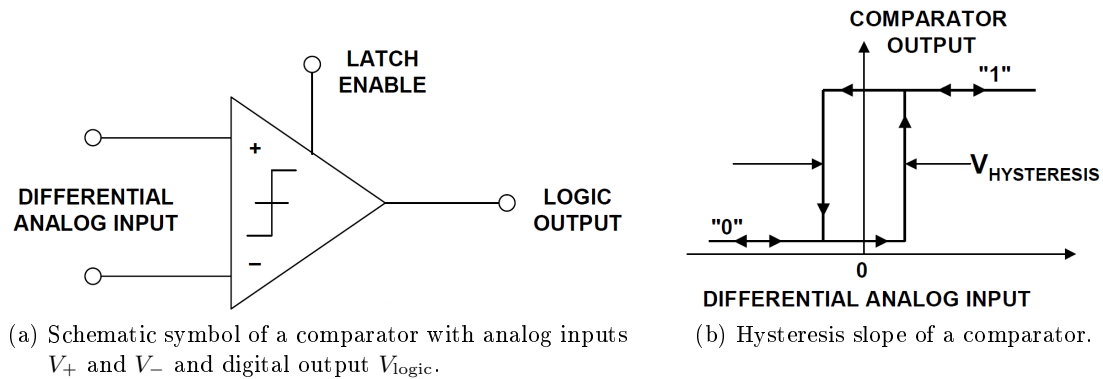 LATCH
ENABLE
+
−
DIFFERENTIAL
ANALOG INPUT
LOGIC
OUTPUT
(a) Schematic symbol of a comparator with analog inputs
V+ and V− and digital output Vlogic.
COMPARATOR
OUTPUT
"1"
VHYSTERESIS
"0"
0
DIFFERENTIAL ANALOG INPUT
(b) Hysteresis slope of a comparator.